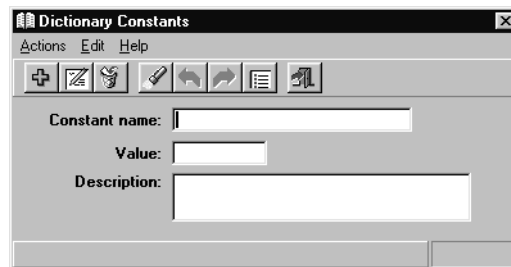 Dictionary Constants
Actions Edit Help
Constant name:
Value:
Description: